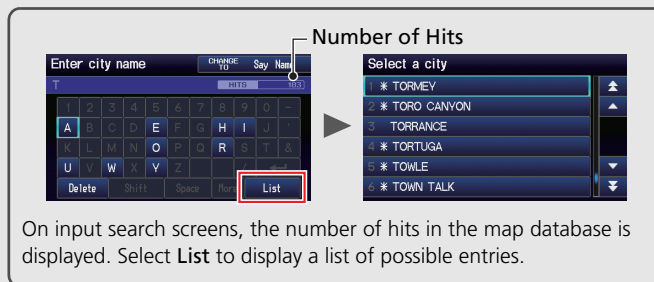 Number of Hits
Enter city name
CHANGE TO Say Name
T
HITS 183
1 2 3 4 5 6 7 8 9 0 -
A B C D E F G H I J '
K L M N O P Q R S T &
U V W X Y Z /
Delete Shift Space More List
Select a city
1 * TORMEY
2 * TORO CANYON
3 TORRANCE
4 * TORTUGA
5 * TOWLE
6 * TOWN TALK
On input search screens, the number of hits in the map database is
displayed. Select List to display a list of possible entries.